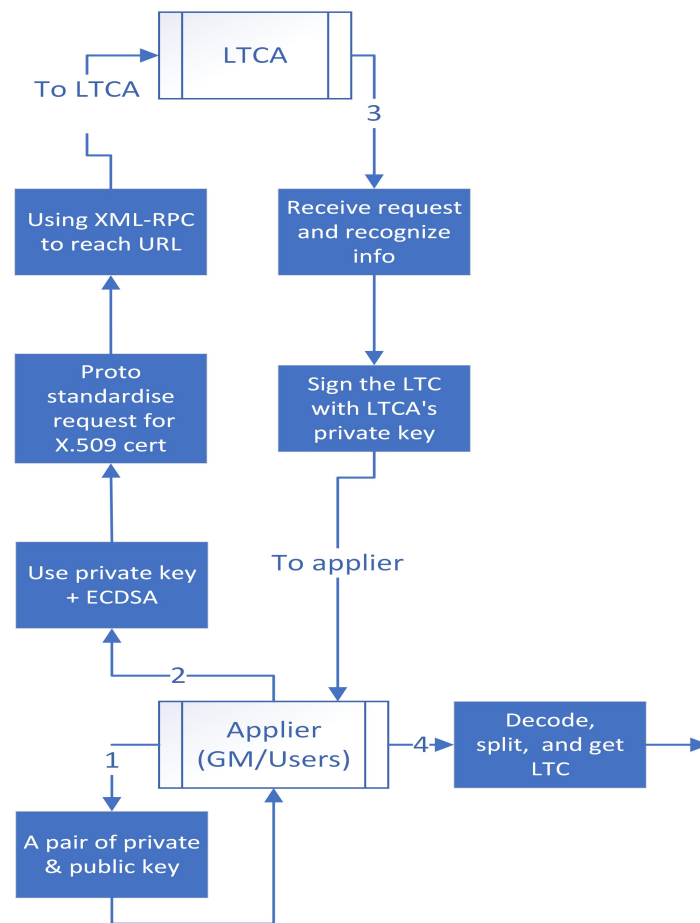 LTCA
To LTCA
3
Using XML-RPC
to reach URL
Receive request
and recognize
info
Proto
standardise
request for
X.509 cert
Sign the LTC
with LTCA's
private key
Use private key
+ ECDSA
To applier
2
Applier
(GM/Users)
1
4
Decode,
split, and get
LTC
A pair of private
& public key